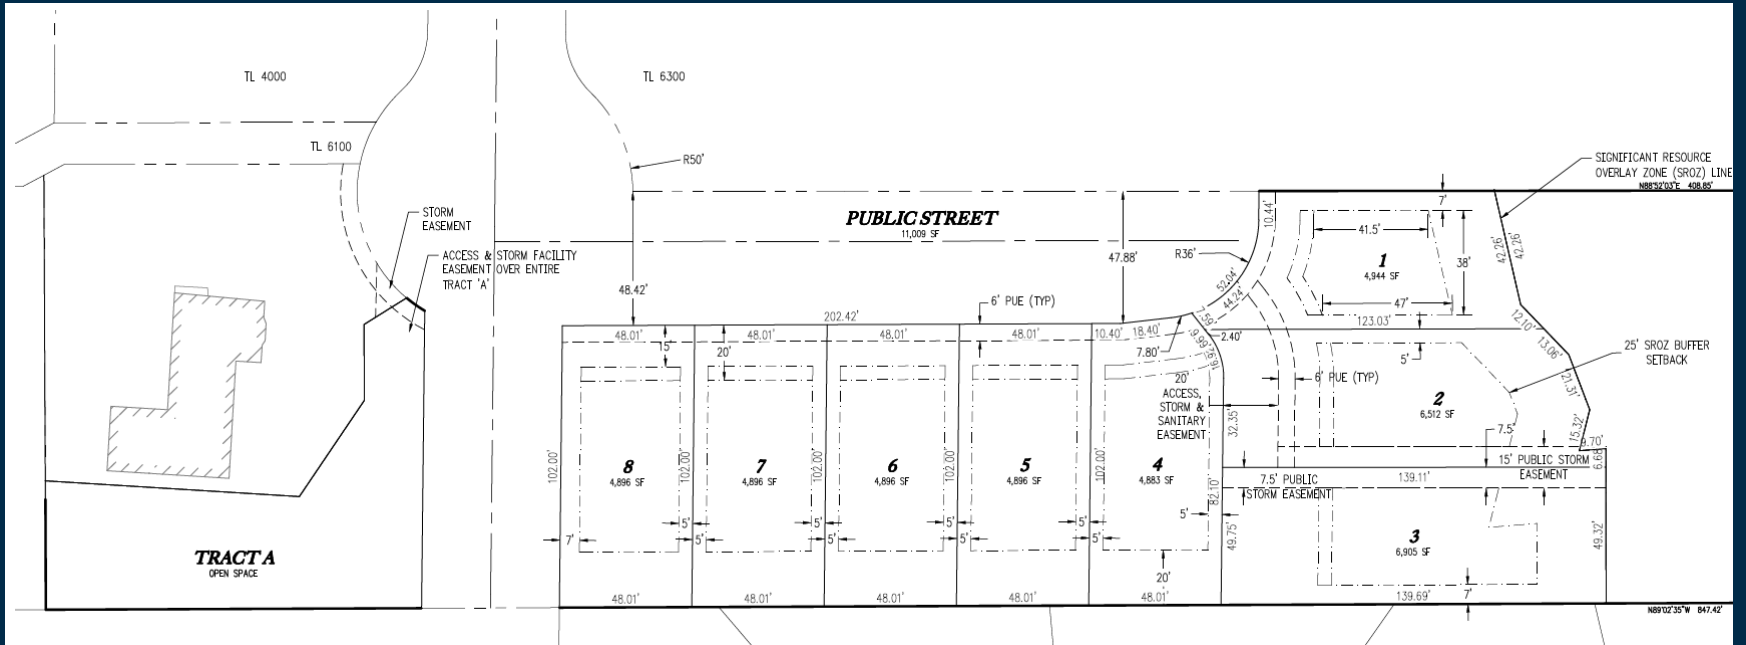 TL 4000
TL 6300
TL 6100
R50'
STORM
EASEMENT
ACCESS & STORM FACILITY
EASEMENT OVER ENTIRE
TRACT 'A'
PUBLIC STREET
11,009 SF
48.42'
47.88'
R36'
10.44'
52.04'
44.24'
7.59'
SIGNIFICANT RESOURCE
OVERLAY ZONE (SROZ) LINE
N88°52'03"E 408.85'
7'
41.5'
1
4,944 SF
38'
47'
42.26'
42.26'
123.03'
12.10'
13.06'
21.31'
15.32'
9.70'
6.68'
25' SROZ BUFFER
SETBACK
6' PUE (TYP)
202.42'
48.01'
48.01'
48.01'
48.01'
10.40'
18.40'
7.80'
9.99'
2.40'
16.92'
15'
20'
5'
6' PUE (TYP)
20'
ACCESS,
STORM &
SANITARY
EASEMENT
32.35'
2
6,512 SF
7.5'
15' PUBLIC STORM
EASEMENT
139.11'
7.5' PUBLIC
STORM EASEMENT
102.00'
8
4,896 SF
102.00'
7
4,896 SF
102.00'
6
4,896 SF
102.00'
5
4,896 SF
102.00'
4
4,883 SF
82.10'
5'
49.75'
3
6,905 SF
49.32'
7'
5'
5'
5'
5'
5'
5'
5'
5'
20'
TRACT A
OPEN SPACE
48.01'
48.01'
48.01'
48.01'
48.01'
139.69'
7'
N89°02'35"W 847.42'